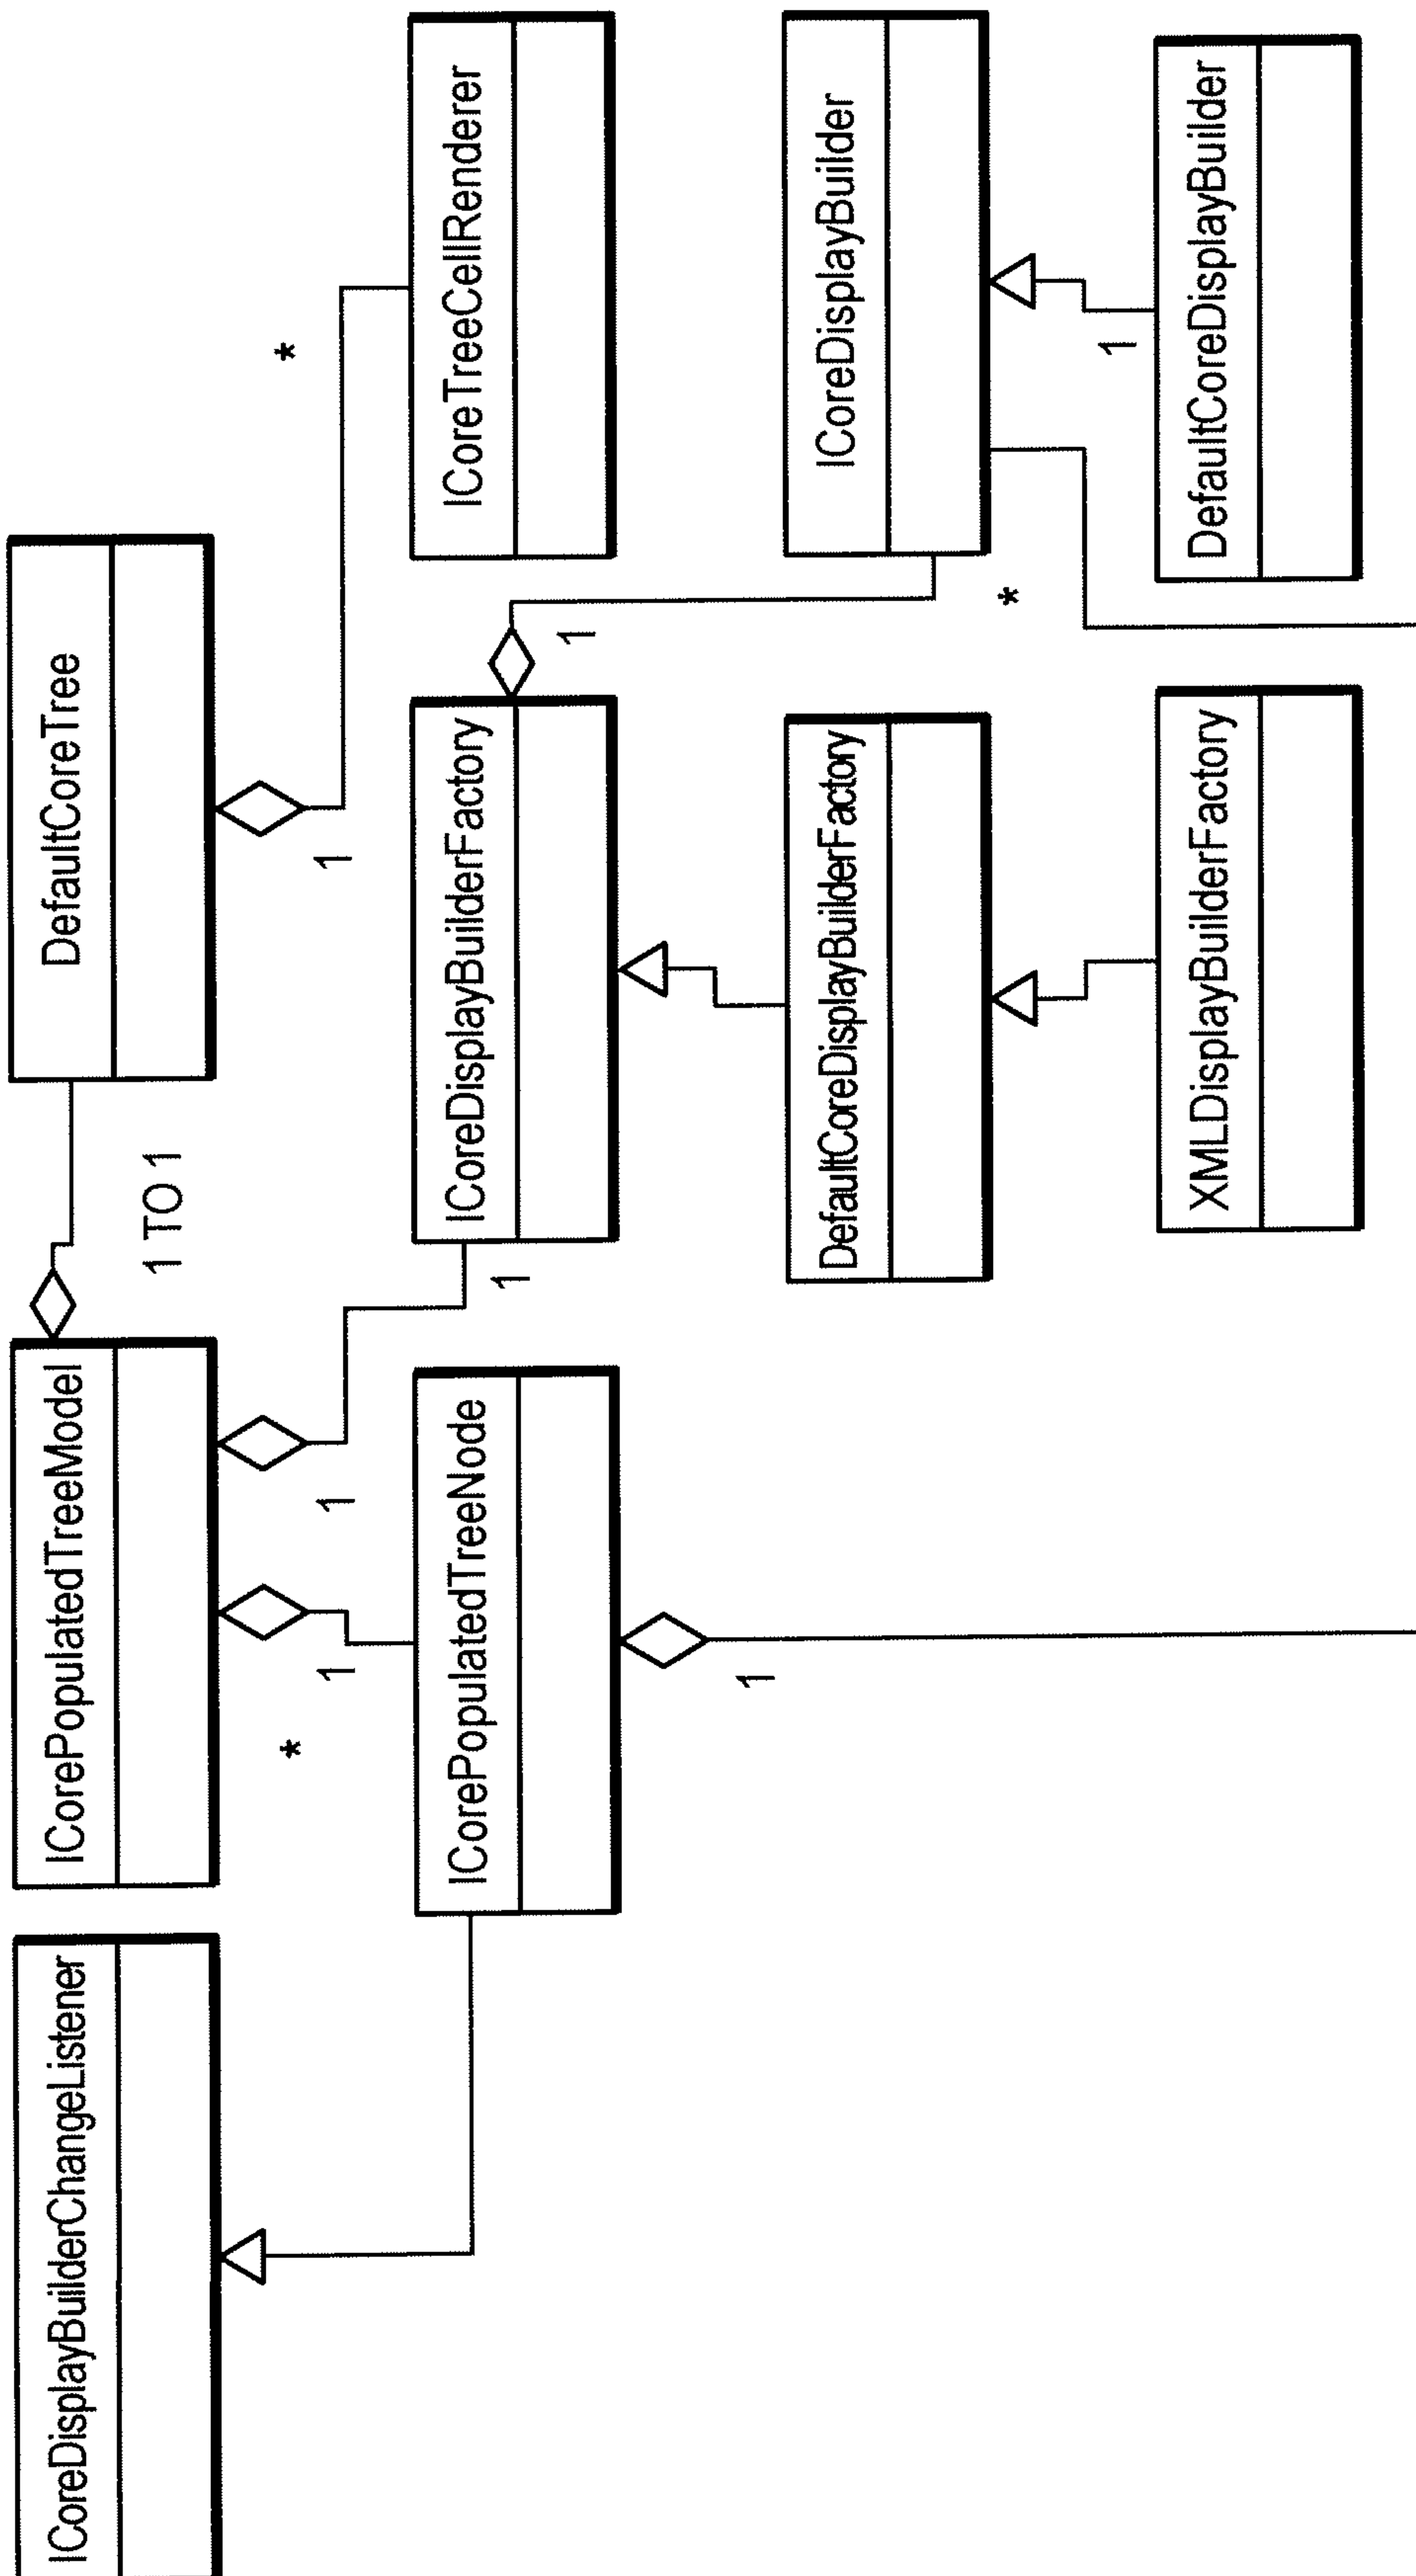 ICoreDisplayBuilderChangeListener
ICorePopulatedTreeModel
DefaultCoreTree
1 TO 1
*
*
1
1
1
ICorePopulatedTreeNode
ICoreDisplayBuilderFactory
ICoreTreeCellRenderer
1
1
1
DefaultCoreDisplayBuilderFactory
ICoreDisplayBuilder
*
1
XMLDisplayBuilderFactory
DefaultCoreDisplayBuilder